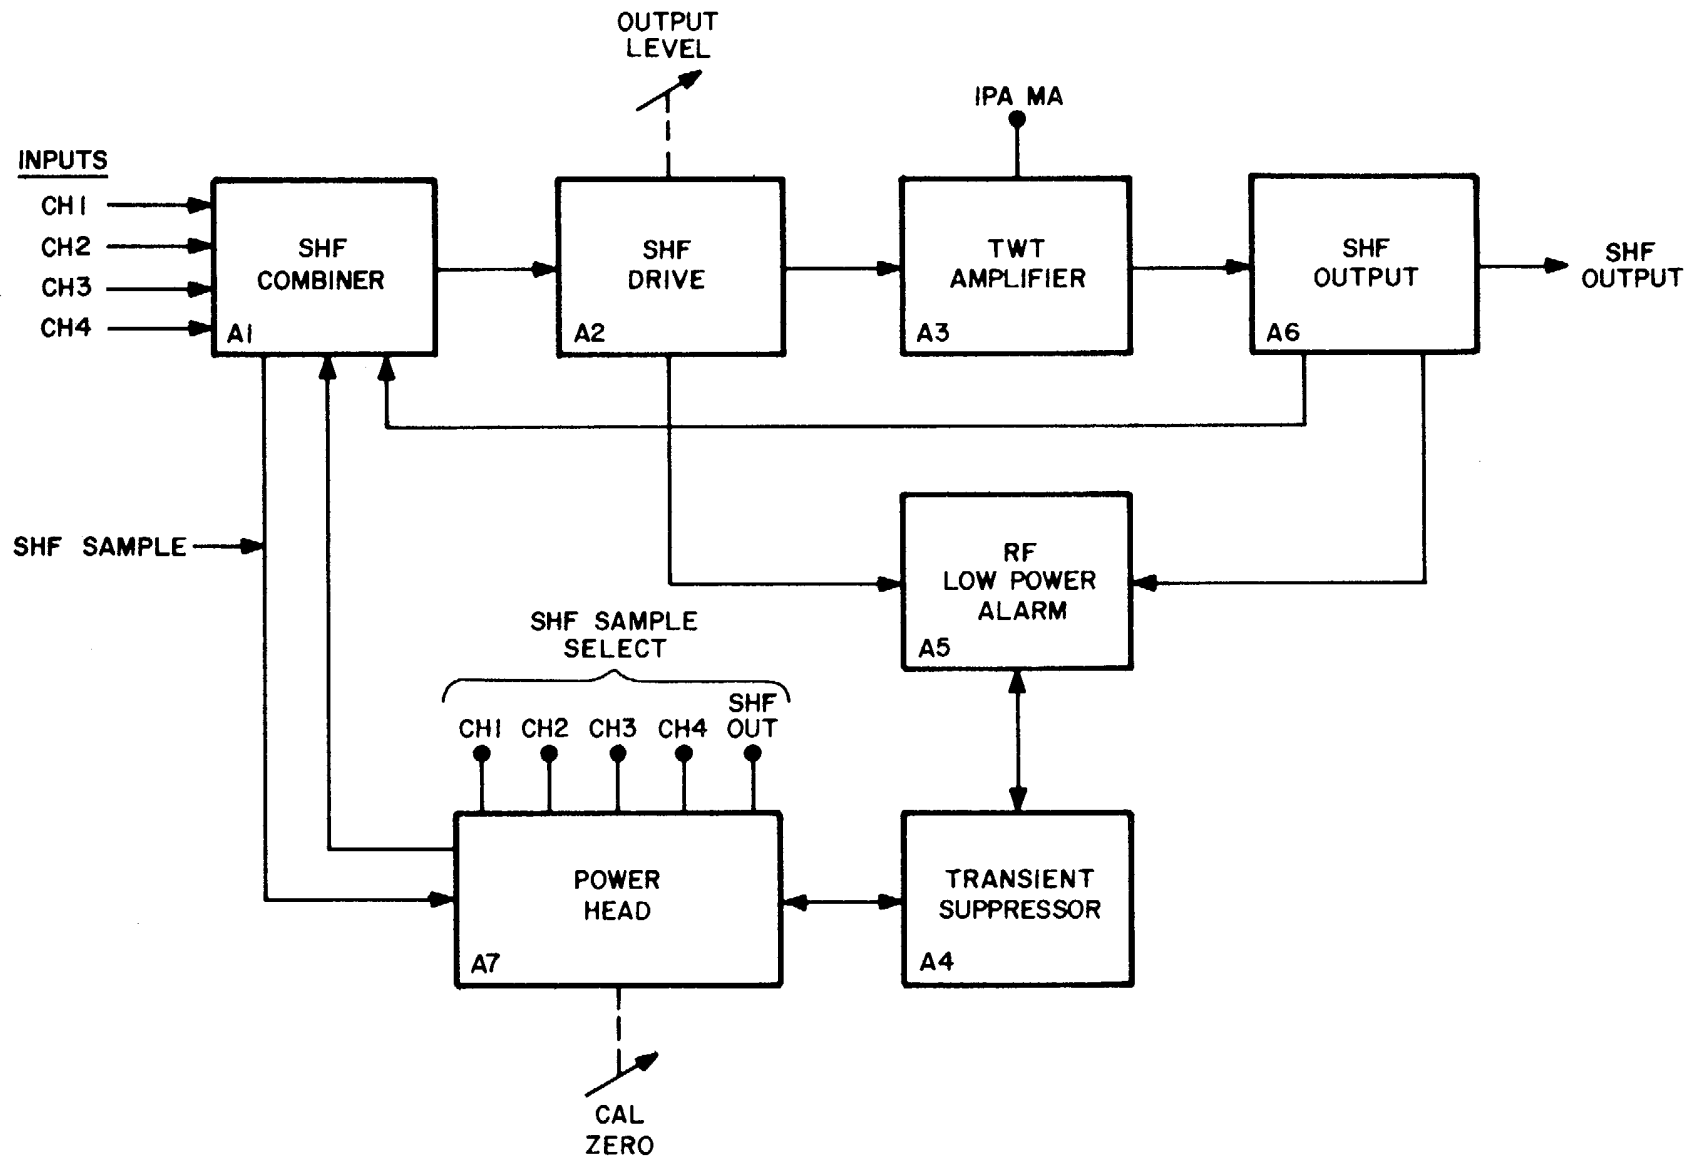 OUTPUT
LEVEL
IPA MA
INPUTS
CH1
CH2
CH3
CH4
SHF
COMBINER
A1
SHF
DRIVE
A2
TWT
AMPLIFIER
A3
SHF
OUTPUT
A6
SHF
OUTPUT
SHF SAMPLE
RF
LOW POWER
ALARM
A5
SHF SAMPLE
SELECT
CH1 CH2 CH3 CH4
SHF
OUT
POWER
HEAD
A7
TRANSIENT
SUPPRESSOR
A4
CAL
ZERO